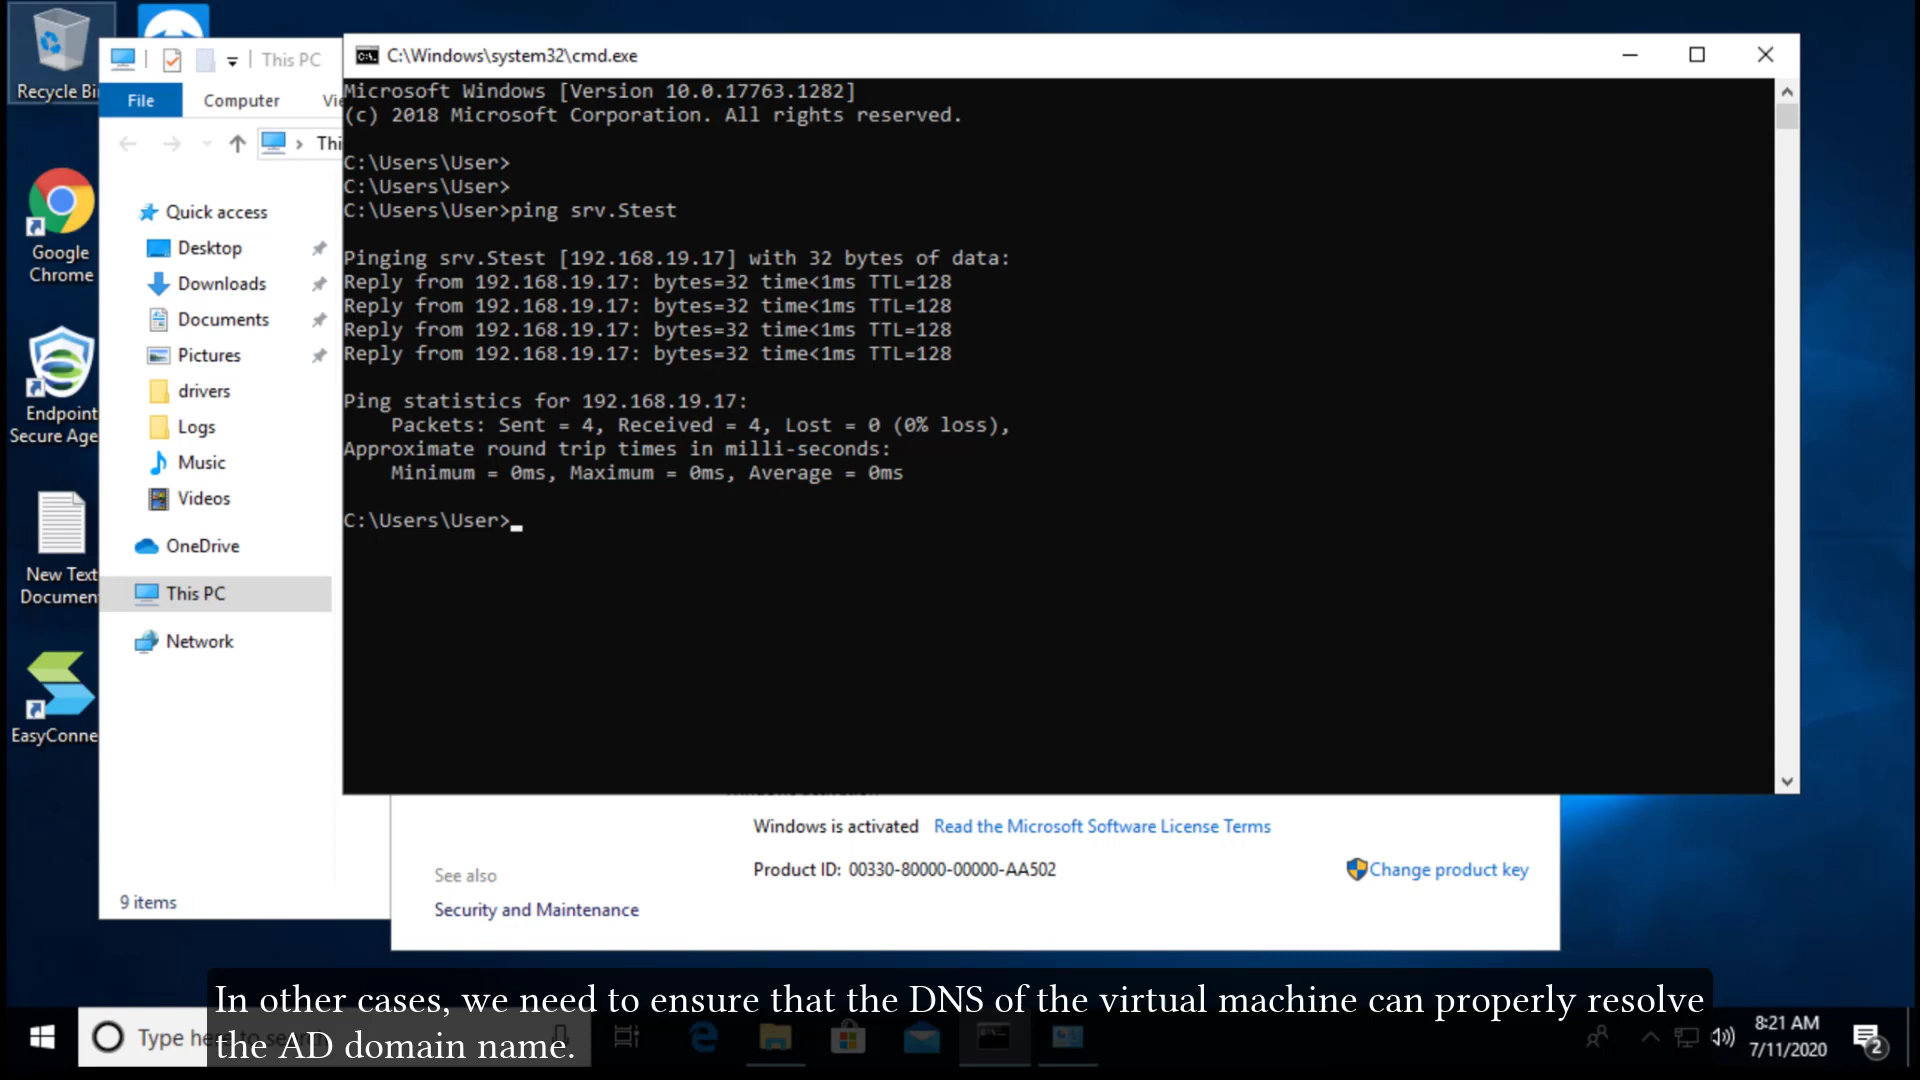 Recycle Bi
Google
Chrome
Endpoint
Secure Age
New Text
Documen
EasyConne
This PC
File
Computer
Vi
Thi
Quick access
Desktop
Downloads
Documents
Pictures
drivers
Logs
Music
Videos
OneDrive
This PC
Network
9 items
C:\Windows\system32\cmd.exe
Microsoft Windows [Version 10.0.17763.1282]
(c) 2018 Microsoft Corporation. All rights reserved.
C:\Users\User>
C:\Users\User>
C:\Users\User>ping srv.Stest
Pinging srv.Stest [192.168.19.17] with 32 bytes of data:
Reply from 192.168.19.17: bytes=32 time<1ms TTL=128
Reply from 192.168.19.17: bytes=32 time<1ms TTL=128
Reply from 192.168.19.17: bytes=32 time<1ms TTL=128
Reply from 192.168.19.17: bytes=32 time<1ms TTL=128
Ping statistics for 192.168.19.17:
Packets: Sent = 4, Received = 4, Lost = 0 (0% loss),
Approximate round trip times in milli-seconds:
Minimum = 0ms, Maximum = 0ms, Average = 0ms
C:\Users\User>
Windows is activated Read the Microsoft Software License Terms
Product ID: 00330-80000-00000-AA502
Change product key
See also
Security and Maintenance
In other cases, we need to ensure that the DNS of the virtual machine can properly resolve
the AD domain name.
Type he
8:21 AM
7/11/2020
2